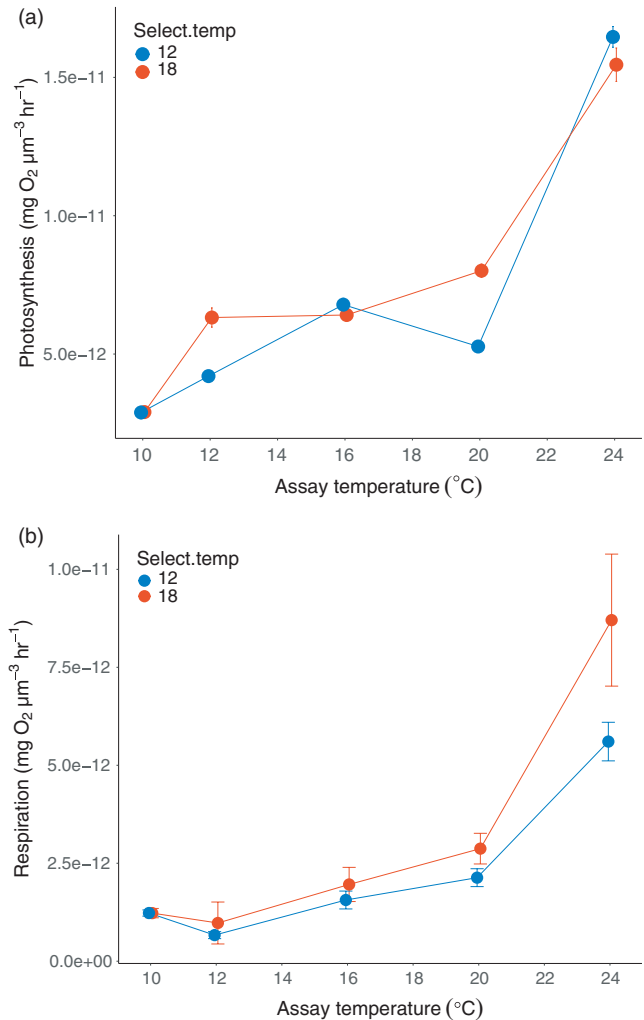 (a)
Select.temp
12
18
Photosynthesis (mg O₂ μm⁻³ hr⁻¹)
1.5e−11
1.0e−11
5.0e−12
10 12 14 16 18 20 22 24
Assay temperature (°C)
(b)
Select.temp
12
18
Respiration (mg O₂ μm⁻³ hr⁻¹)
1.0e−11
7.5e−12
5.0e−12
2.5e−12
0.0e+00
10 12 14 16 18 20 22 24
Assay temperature (°C)